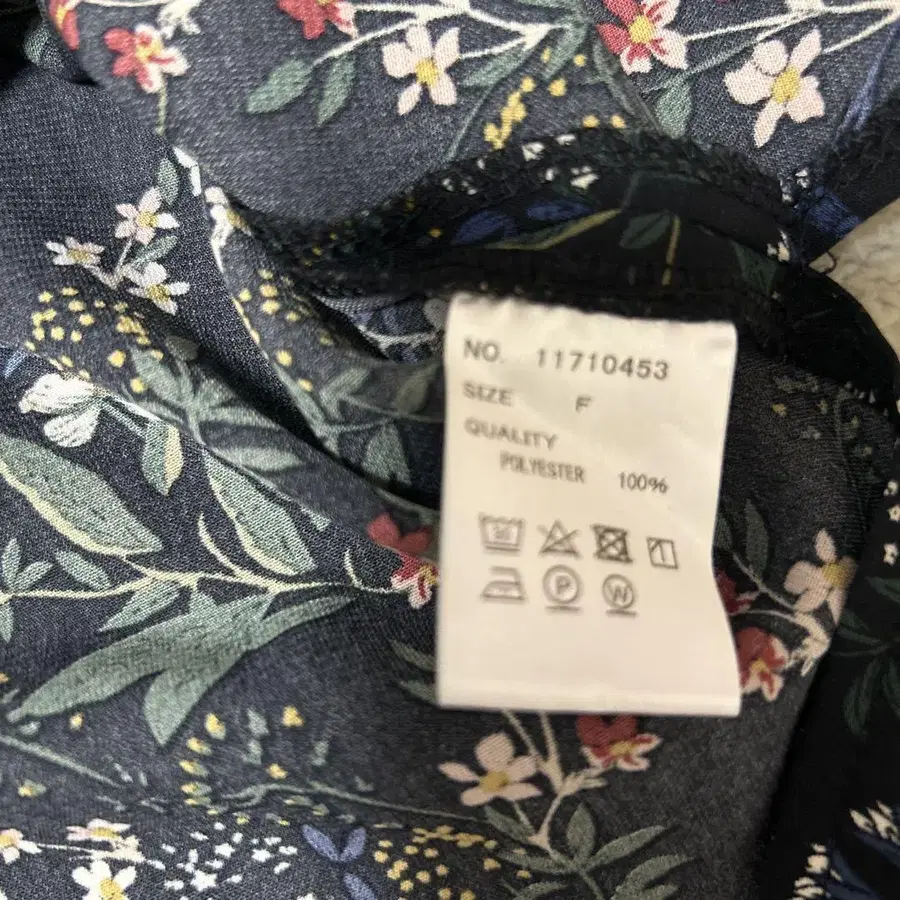 NO. 11710453
SIZE F
QUALITY
POLYESTER 100%
P W